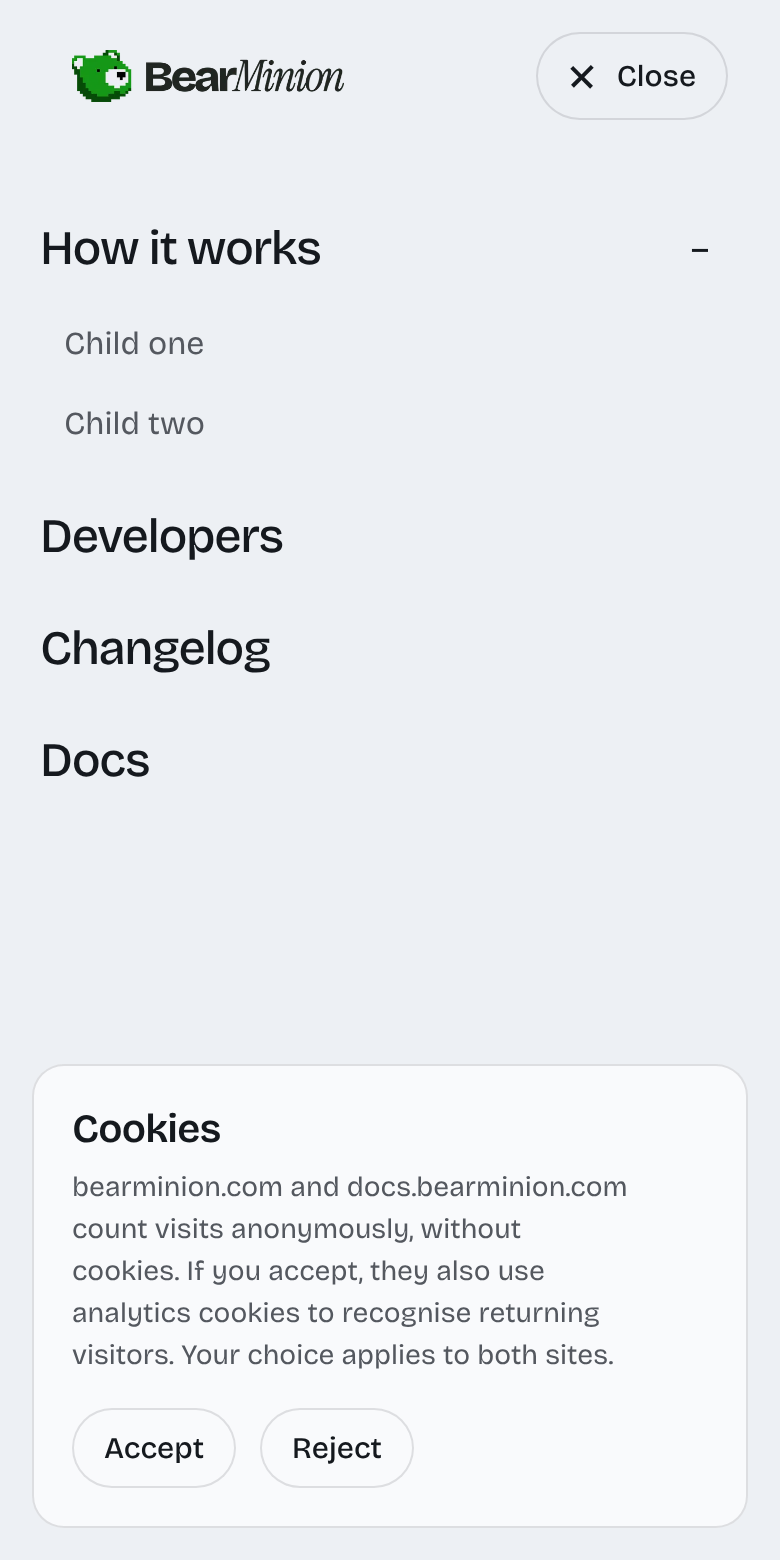 BearMinion
Close
How it works
Child one
Child two
Developers
Changelog
Docs
Cookies
bearminion.com and docs.bearminion.com
count visits anonymously, without
cookies. If you accept, they also use
analytics cookies to recognise returning
visitors. Your choice applies to both sites.
Accept
Reject